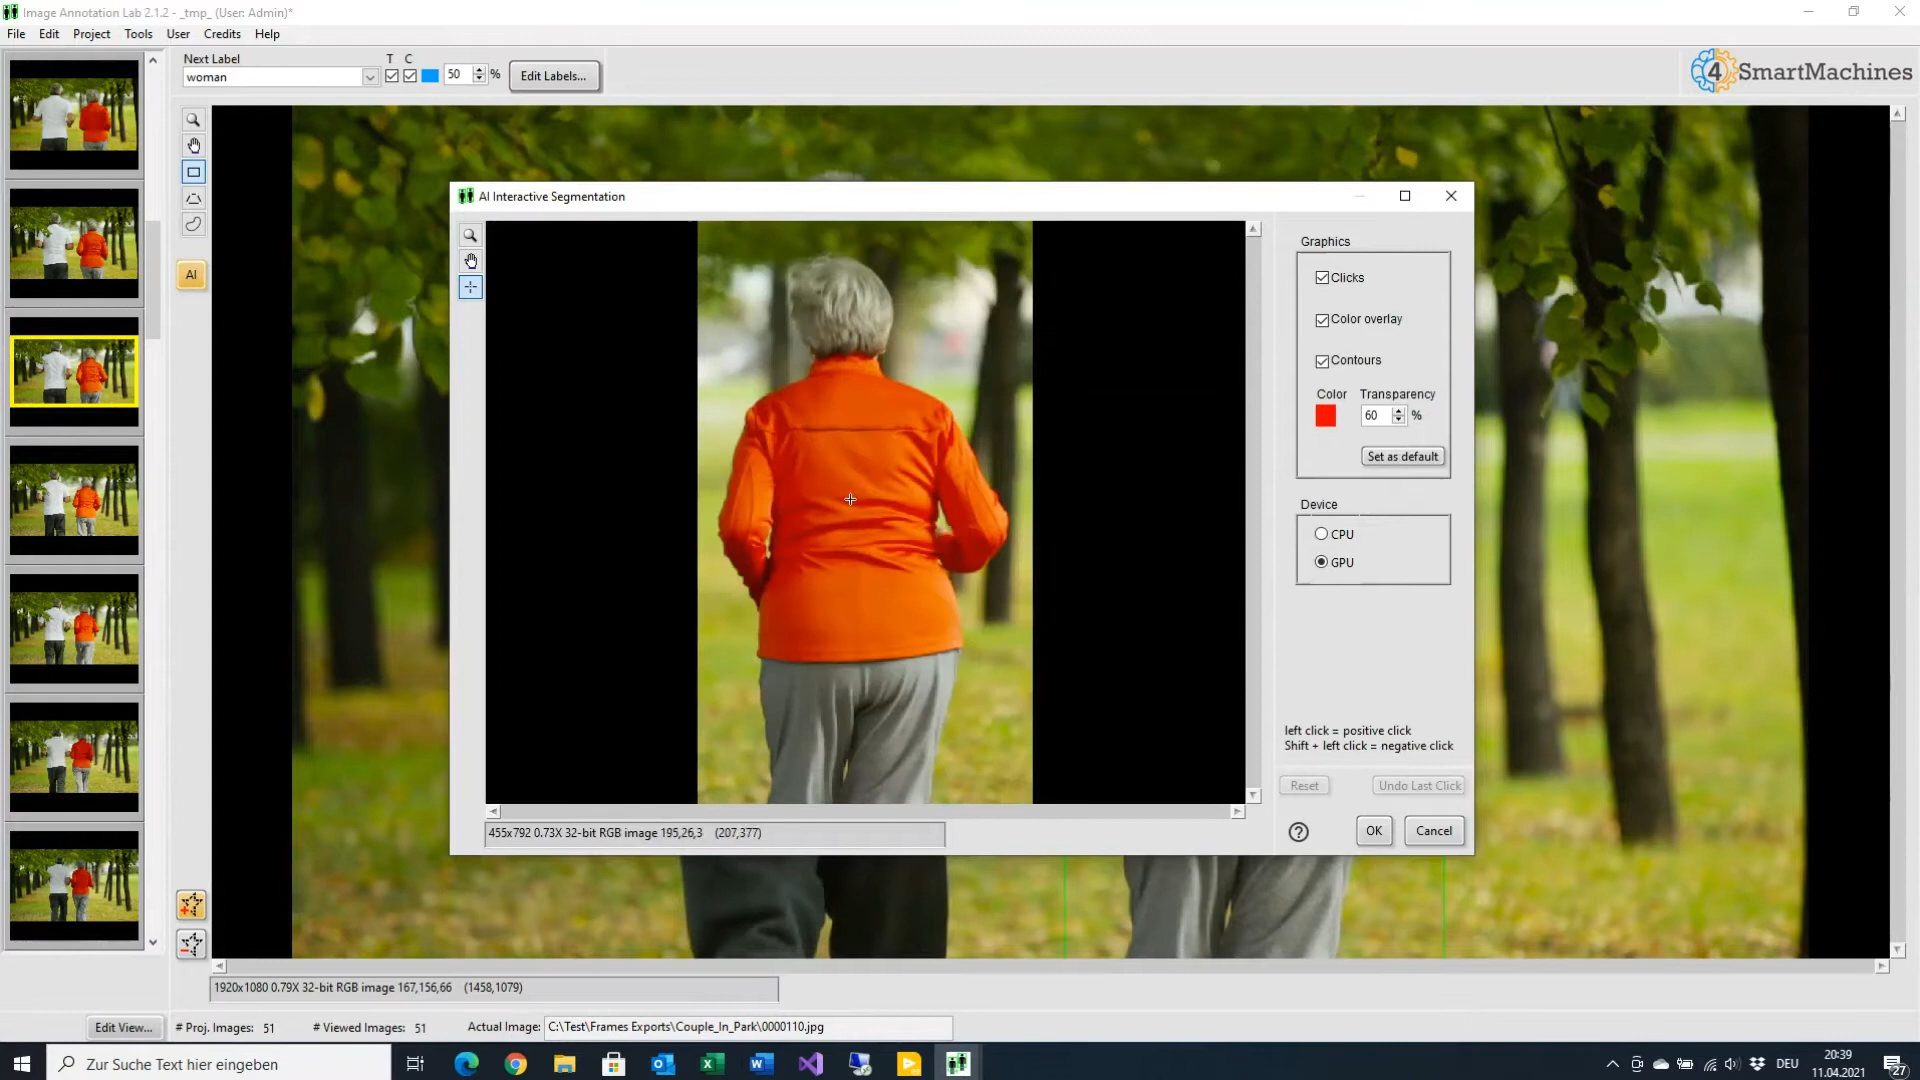 Image Annotation Lab 2.1.2 - _tmp_ (User: Admin)*
File Edit Project Tools User Credits Help
Next Label T C
woman 50 % Edit Labels...
4SmartMachines
AI Interactive Segmentation
Graphics
Clicks
AI
Color overlay
Contours
Color Transparency
60 %
Set as default
Device
CPU
GPU
left click = positive click
Shift + left click = negative click
Reset Undo Last Click
455x792 0.73X 32-bit RGB image 195,26,3 (207,377)
? OK Cancel
1920x1080 0.79X 32-bit RGB image 167,156,66 (1458,1079)
Edit View... # Proj. Images: 51 # Viewed Images: 51 Actual Image: C:\Test\Frames Exports\Couple_In_Park\0000110.jpg
Zur Suche Text hier eingeben
DEU
20:39
11.04.2021
27